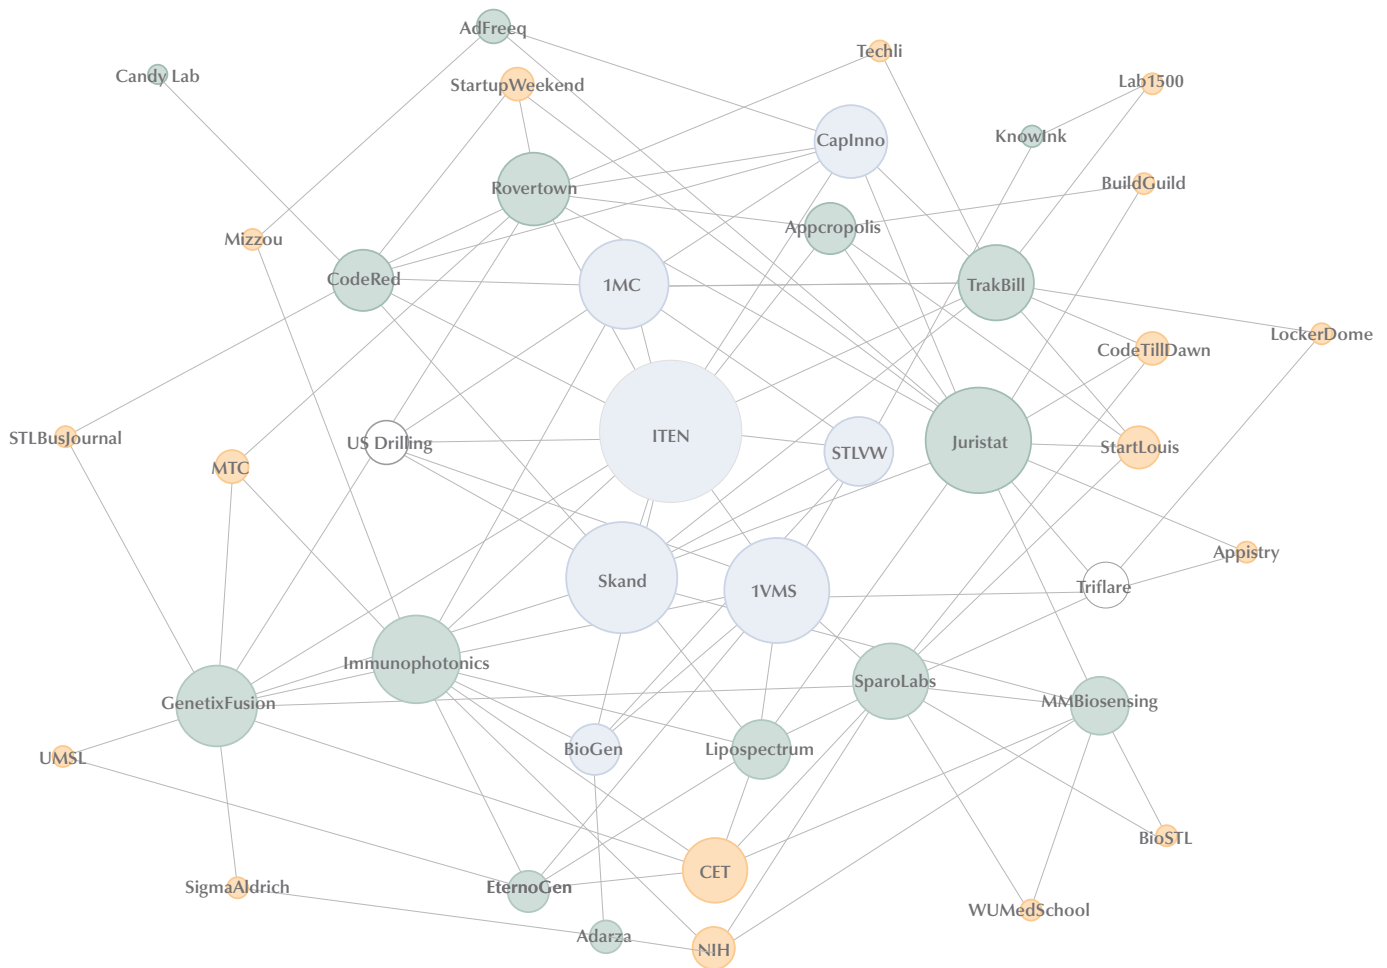 AdFreeq
Techli
Candy Lab
StartupWeekend
Lab1500
KnowInk
CapInno
BuildGuild
Rovertown
Appcropolis
Mizzou
CodeRed
1MC
TrakBill
LockerDome
CodeTillDawn
STLBusJournal
US Drilling
ITEN
Juristat
StartLouis
STLVW
MTC
Appistry
Skand
1VMS
Triflare
Immunophotonics
SparoLabs
GenetixFusion
MMBiosensing
UMSL
BioGen
Lipospectrum
BioSTL
CET
SigmaAldrich
EternoGen
WUMedSchool
Adarza
NIH